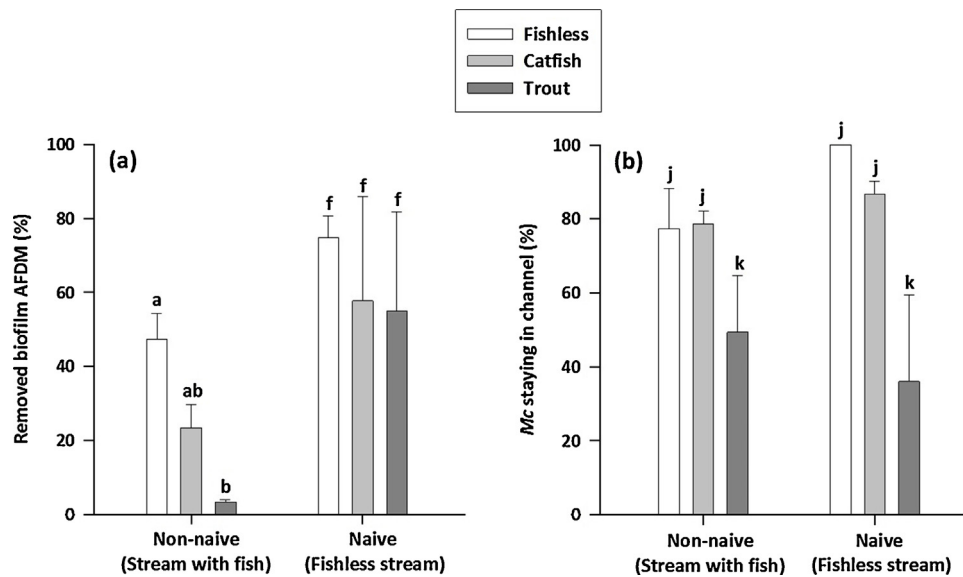 Fishless
Catfish
Trout
(a)
Removed biofilm AFDM (%)
100
80
60
40
20
0
a
ab
b
f
f
f
Non-naive
(Stream with fish)
Naive
(Fishless stream)
(b)
Mc staying in channel (%)
100
80
60
40
20
0
j
j
k
j
j
k
Non-naive
(Stream with fish)
Naive
(Fishless stream)